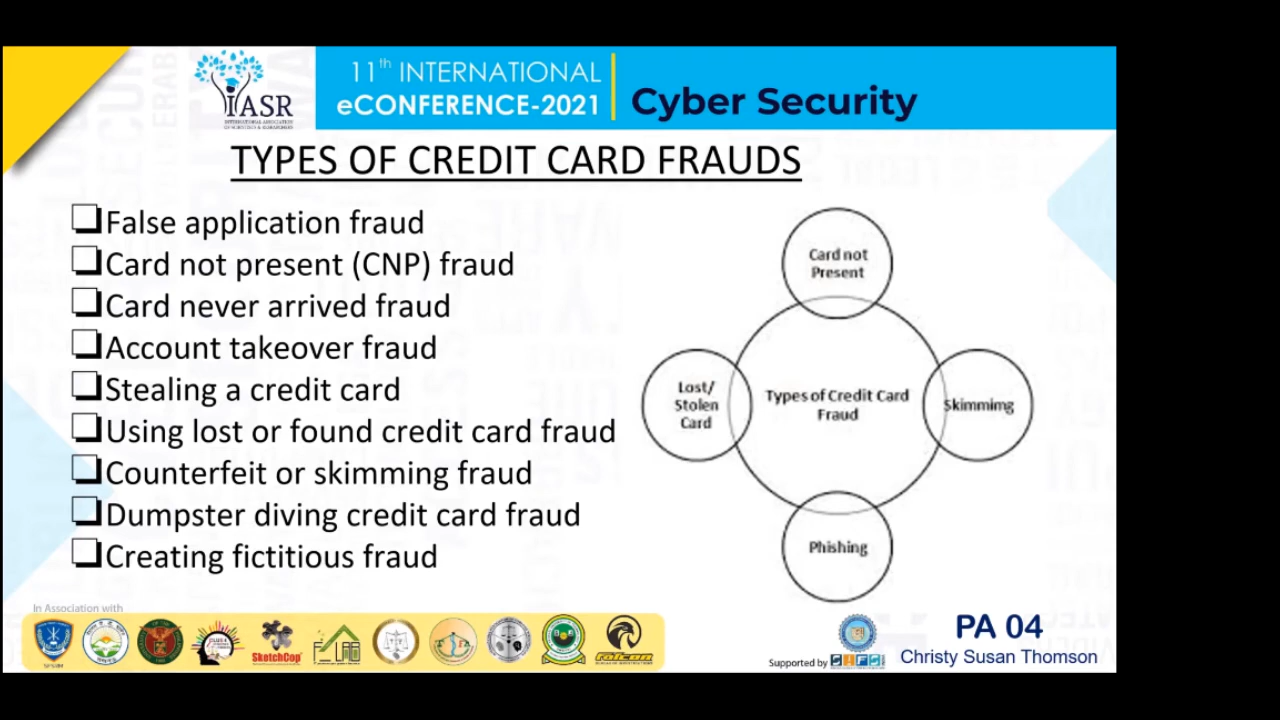 11th INTERNATIONAL
eCONFERENCE-2021
Cyber Security
IASR
TYPES OF CREDIT CARD FRAUDS
False application fraud
Card not present (CNP) fraud
Card never arrived fraud
Account takeover fraud
Stealing a credit card
Using lost or found credit card fraud
Counterfeit or skimming fraud
Dumpster diving credit card fraud
Creating fictitious fraud
Card not
Present
Lost/
Stolen
Card
Types of Credit Card
Fraud
Skimmimg
Phishing
In Association with
SketchCop
falcon
Supported by SIFS
PA 04
Christy Susan Thomson